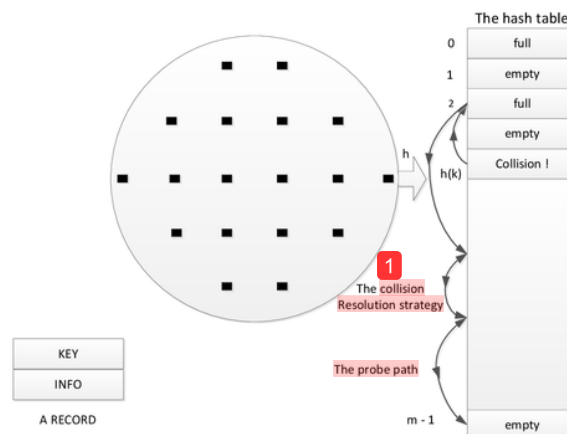 The hash table
0
full
1
empty
2
full
empty
h
Collision !
h(k)
1
The collision
Resolution strategy
KEY
The probe path
INFO
A RECORD
m - 1
empty